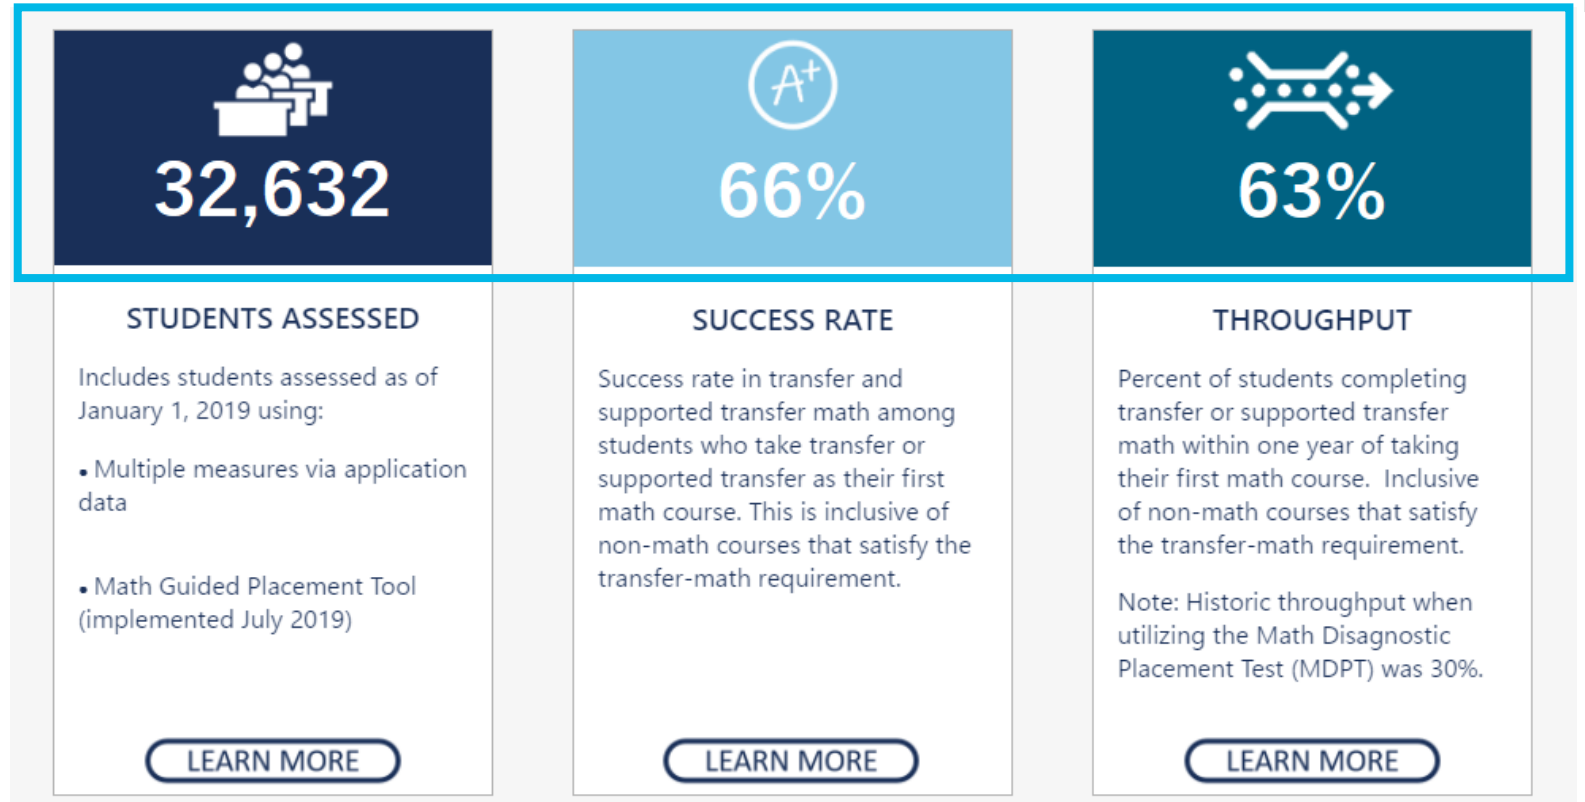 32,632
STUDENTS ASSESSED
Includes students assessed as of
January 1, 2019 using:
• Multiple measures via application
data
• Math Guided Placement Tool
(implemented July 2019)
LEARN MORE
A+
66%
SUCCESS RATE
Success rate in transfer and
supported transfer math among
students who take transfer or
supported transfer as their first
math course. This is inclusive of
non-math courses that satisfy the
transfer-math requirement.
LEARN MORE
63%
THROUGHPUT
Percent of students completing
transfer or supported transfer
math within one year of taking
their first math course.  Inclusive
of non-math courses that satisfy
the transfer-math requirement.
Note: Historic throughput when
utilizing the Math Disagnostic
Placement Test (MDPT) was 30%.
LEARN MORE